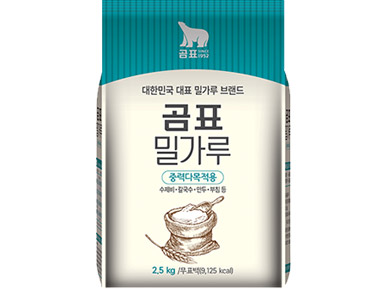 곰표 SINCE 1952
대한민국 대표 밀가루 브랜드
곰표
밀가루
중력다목적용
수제비•칼국수•만두•부침 등
2.5 kg /무.표백(9,125 kcal)